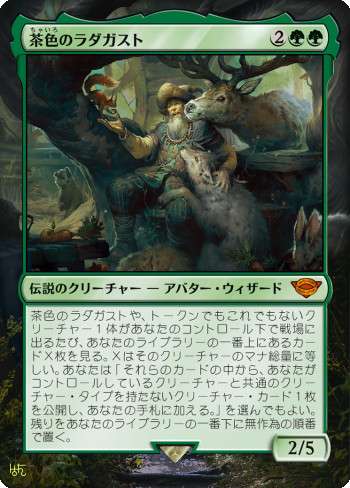 ちゃいろ
茶色のラダガスト 2
伝説のクリーチャー — アバター・ウィザード
茶色のラダガストや、トークンでもこれでもないク
リーチャー１体があなたのコントロール下で戦場に
出るたび、あなたのライブラリーの一番上にあるカー
ドX枚を見る。Xはそのクリーチャーのマナ総量に等
しい。あなたは「それらのカードの中から、あなたが
コントロールしているクリーチャーと共通のクリー
チャー・タイプを持たないクリーチャー・カード１枚
を公開し、あなたの手札に加える。」を選んでもよい。
残りをあなたのライブラリーの一番下に無作為の順番
で置く。
2/5